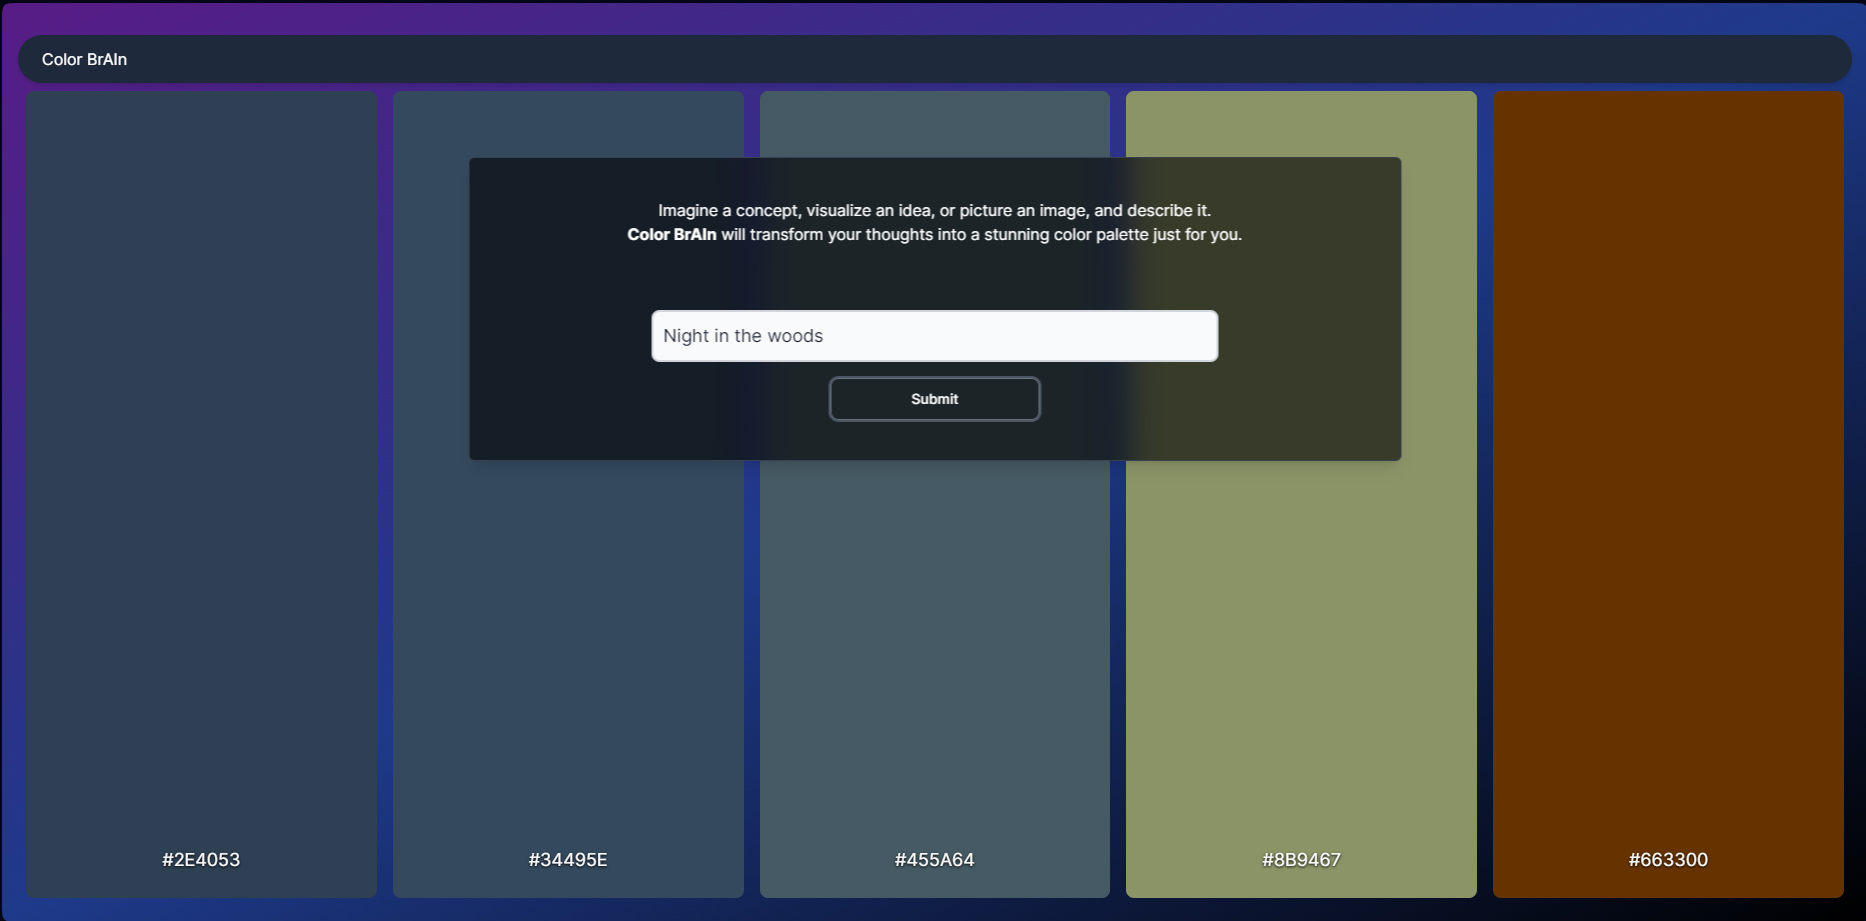 Color BrAIn
Imagine a concept, visualize an idea, or picture an image, and describe it.
Color BrAIn will transform your thoughts into a stunning color palette just for you.
Night in the woods
Submit
#2E4053
#34495E
#455A64
#8B9467
#663300